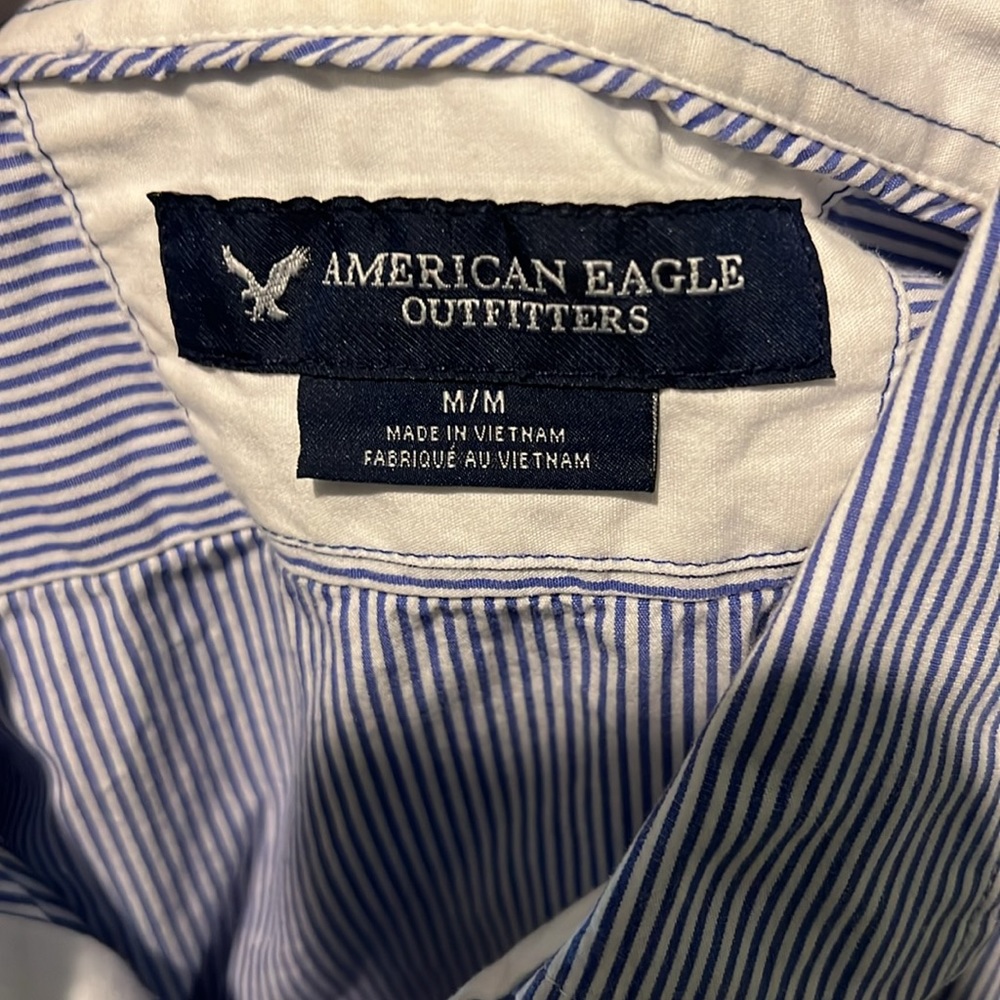 AMERICAN EAGLE
OUTFITTERS
M/M
MADE IN VIETNAM
FABRIQUÉ AU VIETNAM